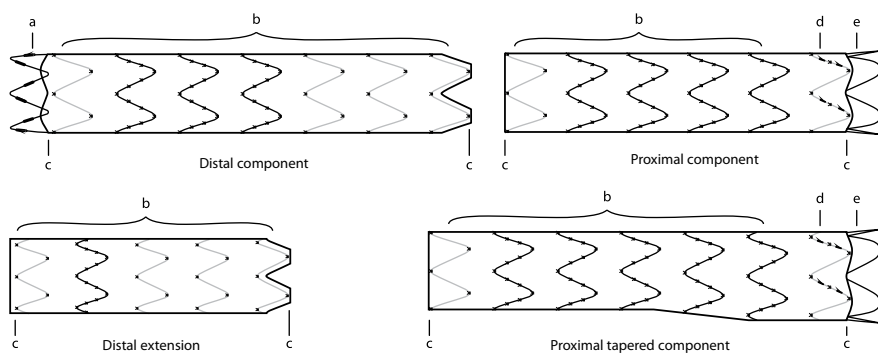 a b b d e
c Distal component c c Proximal component c
b b d e
c Distal extension c c Proximal tapered component c